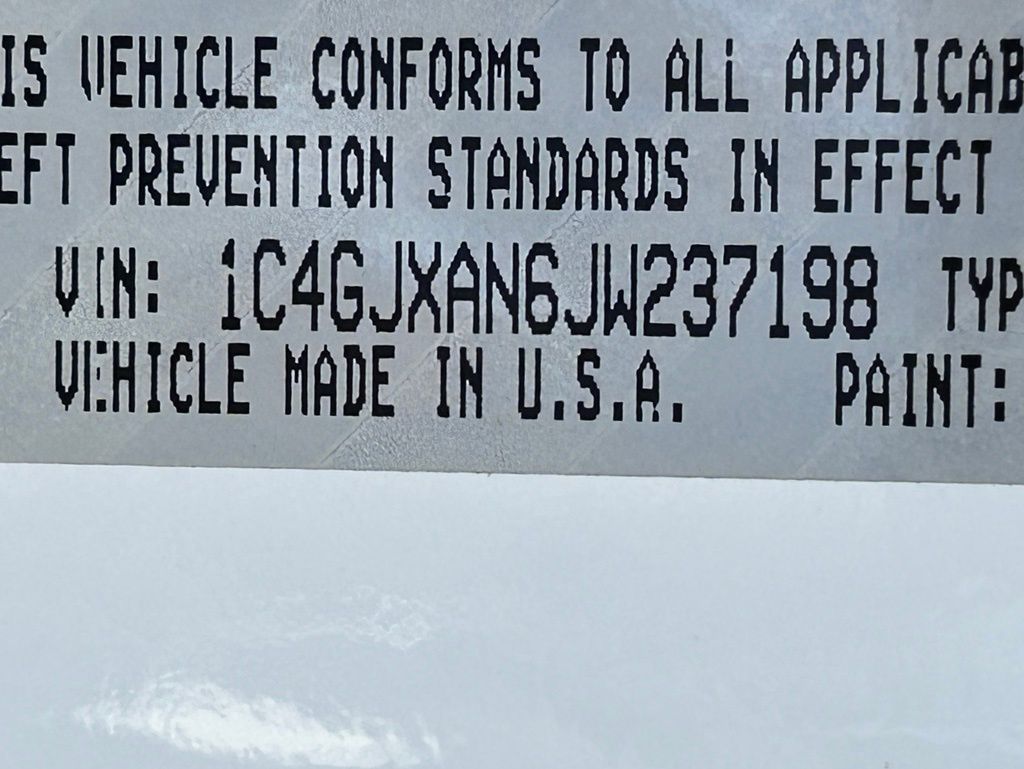 IS VEHICLE CONFORMS TO ALL APPLICAB
EFT PREVENTION STANDARDS IN EFFECT
VIN: 1C4GJXAN6JW237198 TYP
VEHICLE MADE IN U.S.A. PAINT: